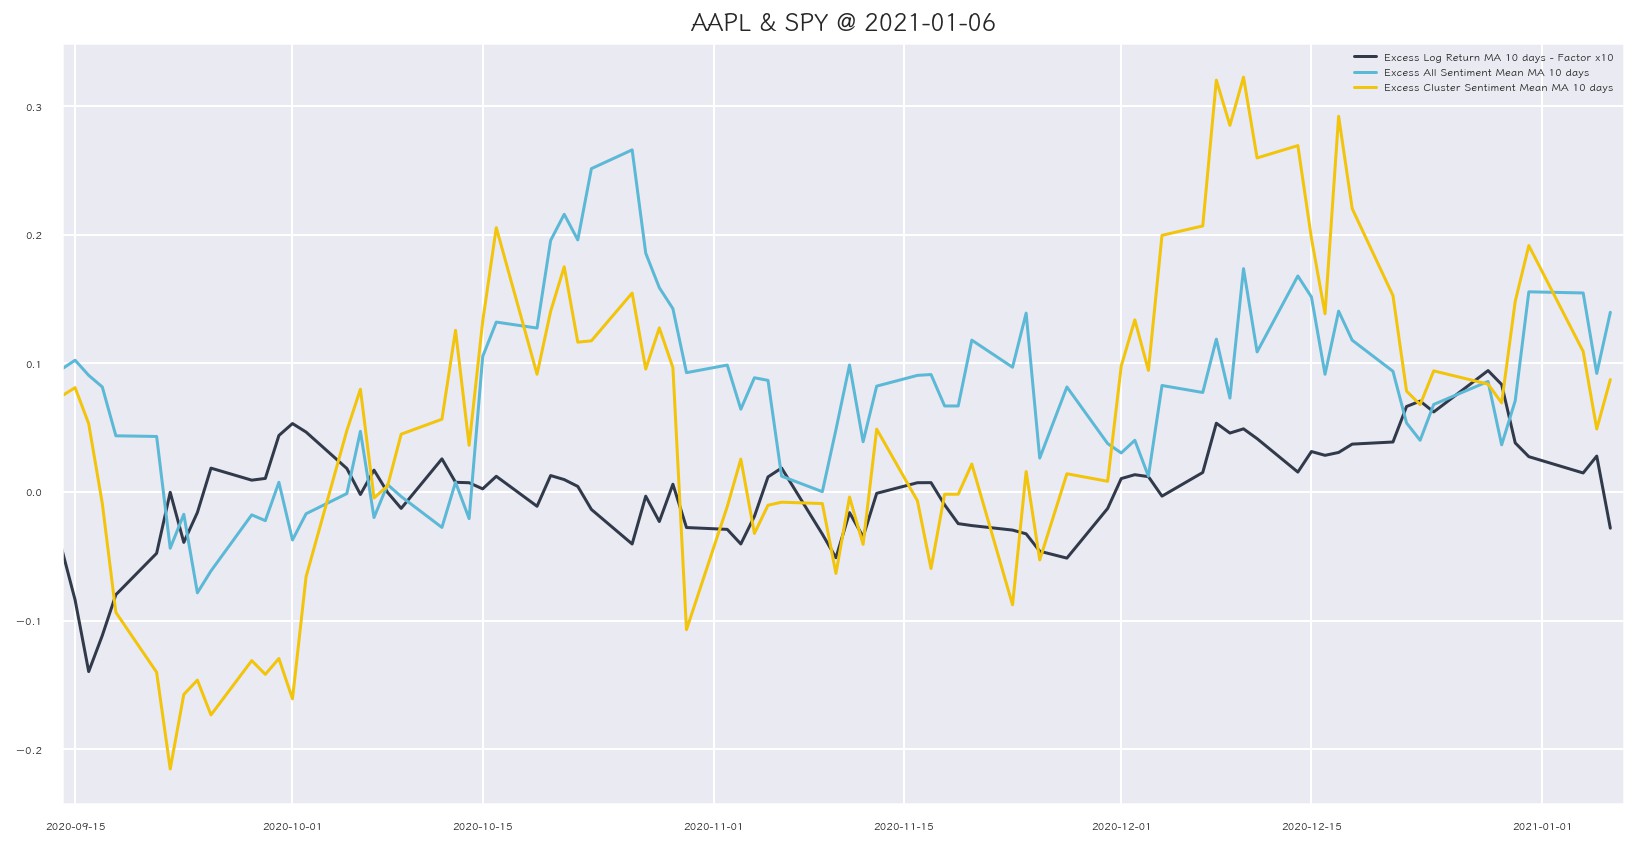 AAPL & SPY @ 2021-01-06
Excess Log Return MA 10 days - Factor x10
Excess All Sentiment Mean MA 10 days
Excess Cluster Sentiment Mean MA 10 days
0.3
0.2
0.1
0.0
−0.1
−0.2
2020-09-15 2020-10-01 2020-10-15 2020-11-01 2020-11-15 2020-12-01 2020-12-15 2021-01-01